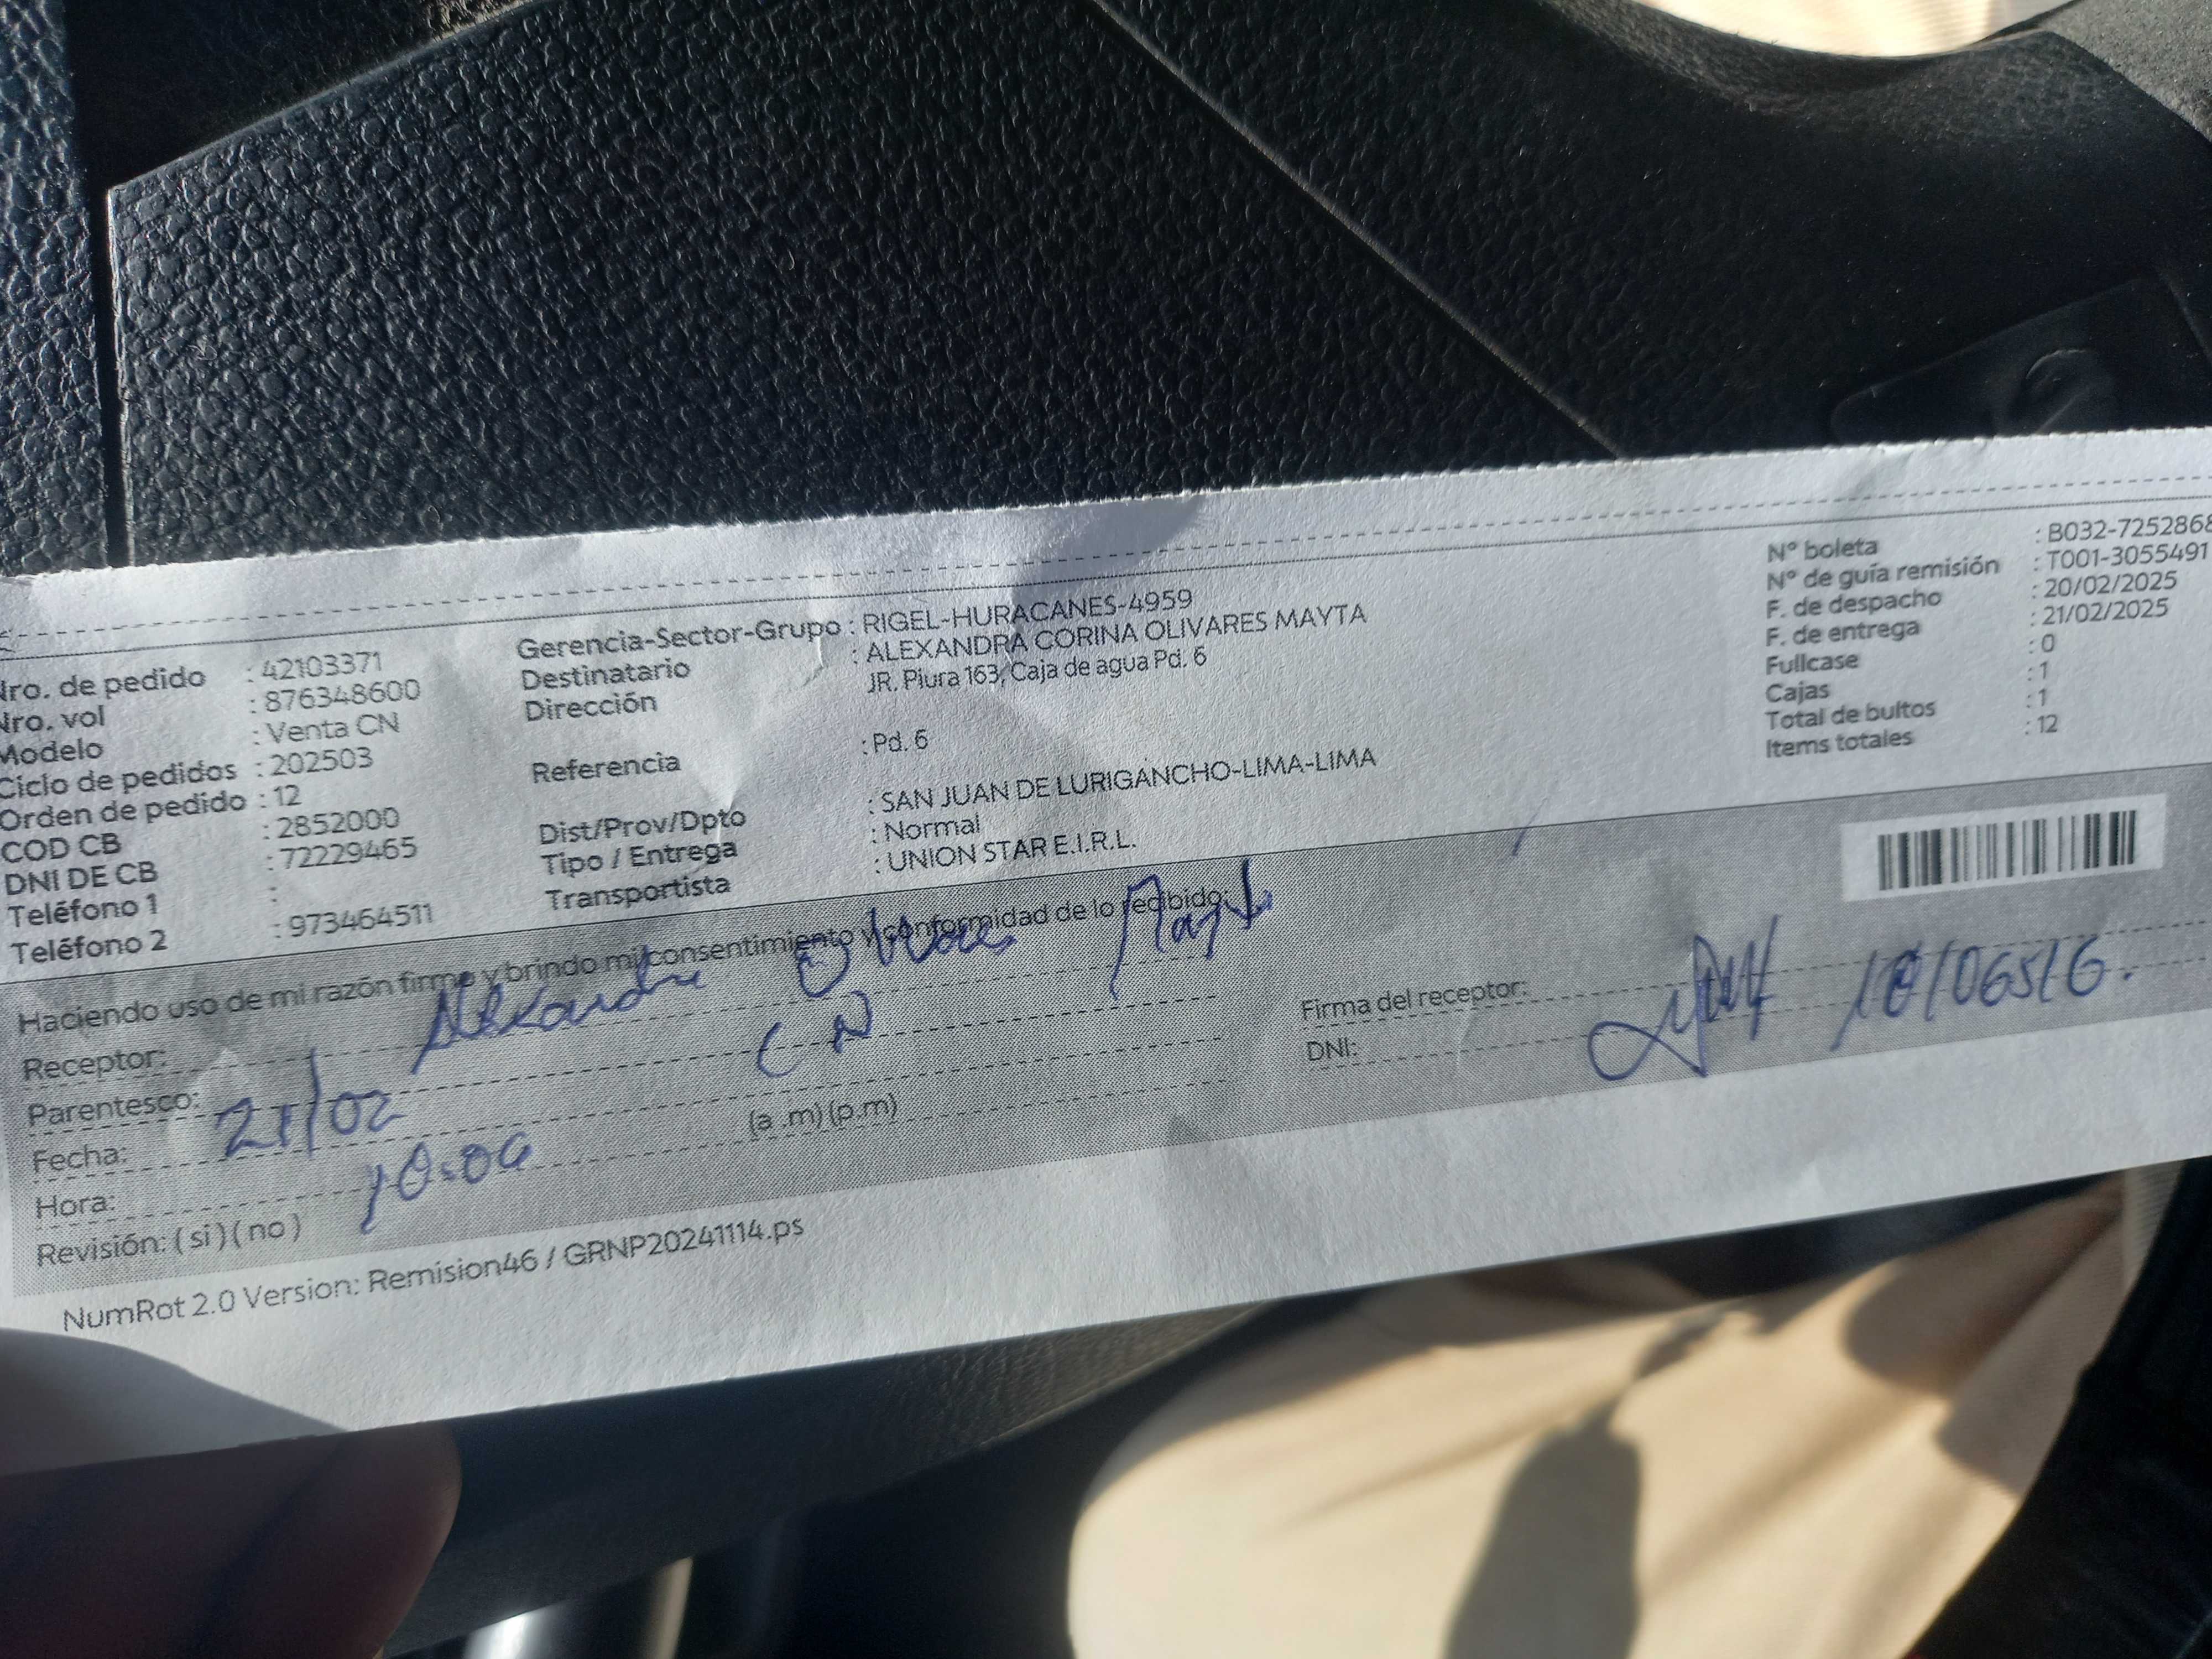 Nro. de pedido : 42103371
Nro. vol : 876348600
Modelo : Venta CN
Ciclo de pedidos : 202503
Orden de pedido : 12
COD CB : 2852000
DNI DE CB : 72229465
Teléfono 1 :
Teléfono 2 : 973464511
Gerencia-Sector-Grupo : RIGEL-HURACANES-4959
Destinatario : ALEXANDRA CORINA OLIVARES MAYTA
Dirección JR. Piura 163, Caja de agua Pd. 6
Referencia : Pd. 6
Dist/Prov/Dpto : SAN JUAN DE LURIGANCHO-LIMA-LIMA
Tipo / Entrega : Normal
Transportista : UNION STAR E.I.R.L.
N° boleta : B032-7252868
N° de guía remisión : T001-3055491
F. de despacho : 20/02/2025
F. de entrega : 21/02/2025
Fullcase : 0
Cajas : 1
Total de bultos : 1
Items totales : 12
Haciendo uso de mi razón firmo y brindo mi consentimiento y conformidad de lo recibido:
Receptor: Alexandra Olivares Mayta
Parentesco: CN
Fecha: 21/02
Hora: 10:06 (a .m) (p.m)
Revisión: ( si ) ( no )
Firma del receptor:
DNI:
NumRot 2.0 Version: Remision46 / GRNP20241114.ps